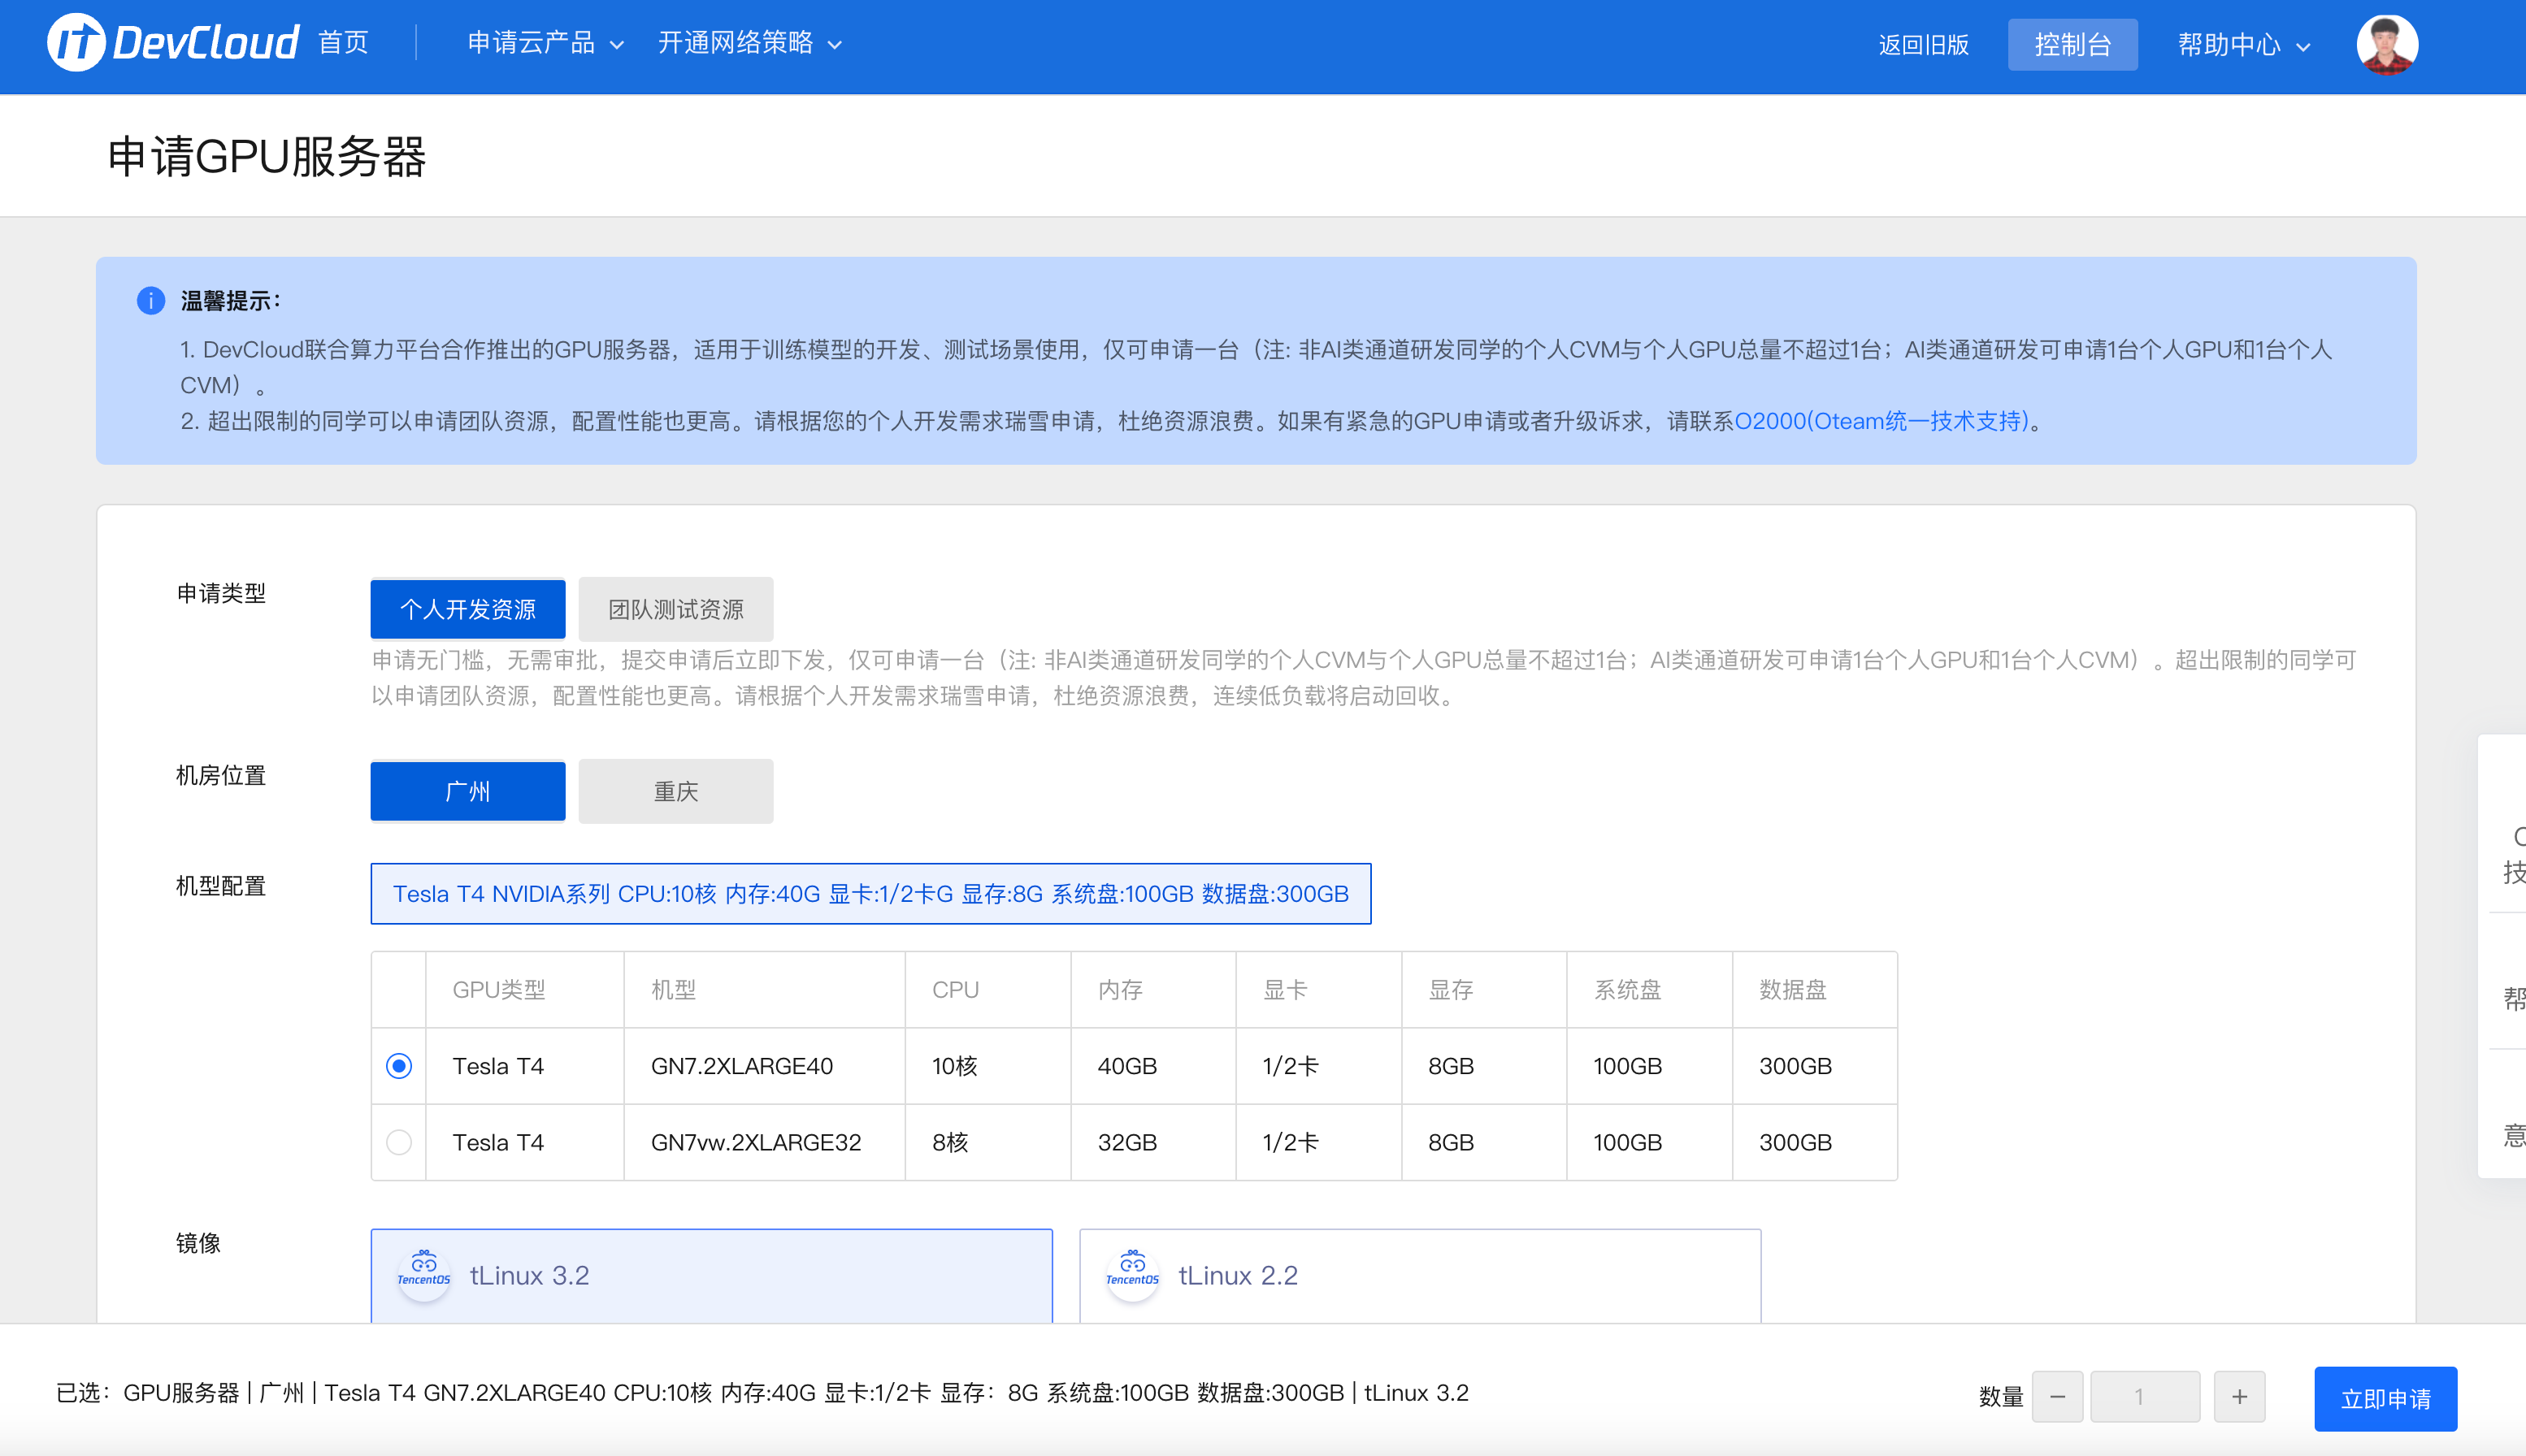 iT DevCloud 首页 申请云产品 开通网络策略 返回旧版 控制台 帮助中心
申请GPU服务器
温馨提示：
1. DevCloud联合算力平台合作推出的GPU服务器，适用于训练模型的开发、测试场景使用，仅可申请一台（注: 非AI类通道研发同学的个人CVM与个人GPU总量不超过1台；AI类通道研发可申请1台个人GPU和1台个人
CVM）。
2. 超出限制的同学可以申请团队资源，配置性能也更高。请根据您的个人开发需求瑞雪申请，杜绝资源浪费。如果有紧急的GPU申请或者升级诉求，请联系O2000(Oteam统一技术支持)。
申请类型 个人开发资源 团队测试资源
申请无门槛，无需审批，提交申请后立即下发，仅可申请一台（注: 非AI类通道研发同学的个人CVM与个人GPU总量不超过1台；AI类通道研发可申请1台个人GPU和1台个人CVM）。超出限制的同学可
以申请团队资源，配置性能也更高。请根据个人开发需求瑞雪申请，杜绝资源浪费，连续低负载将启动回收。
机房位置 广州 重庆
机型配置 Tesla T4 NVIDIA系列 CPU:10核 内存:40G 显卡:1/2卡G 显存:8G 系统盘:100GB 数据盘:300GB
GPU类型 机型 CPU 内存 显卡 显存 系统盘 数据盘
Tesla T4 GN7.2XLARGE40 10核 40GB 1/2卡 8GB 100GB 300GB
Tesla T4 GN7vw.2XLARGE32 8核 32GB 1/2卡 8GB 100GB 300GB
镜像 TencentOS tLinux 3.2 TencentOS tLinux 2.2
技
帮
意
已选：GPU服务器 | 广州 | Tesla T4 GN7.2XLARGE40 CPU:10核 内存:40G 显卡:1/2卡 显存：8G 系统盘:100GB 数据盘:300GB | tLinux 3.2 数量 − 1 + 立即申请